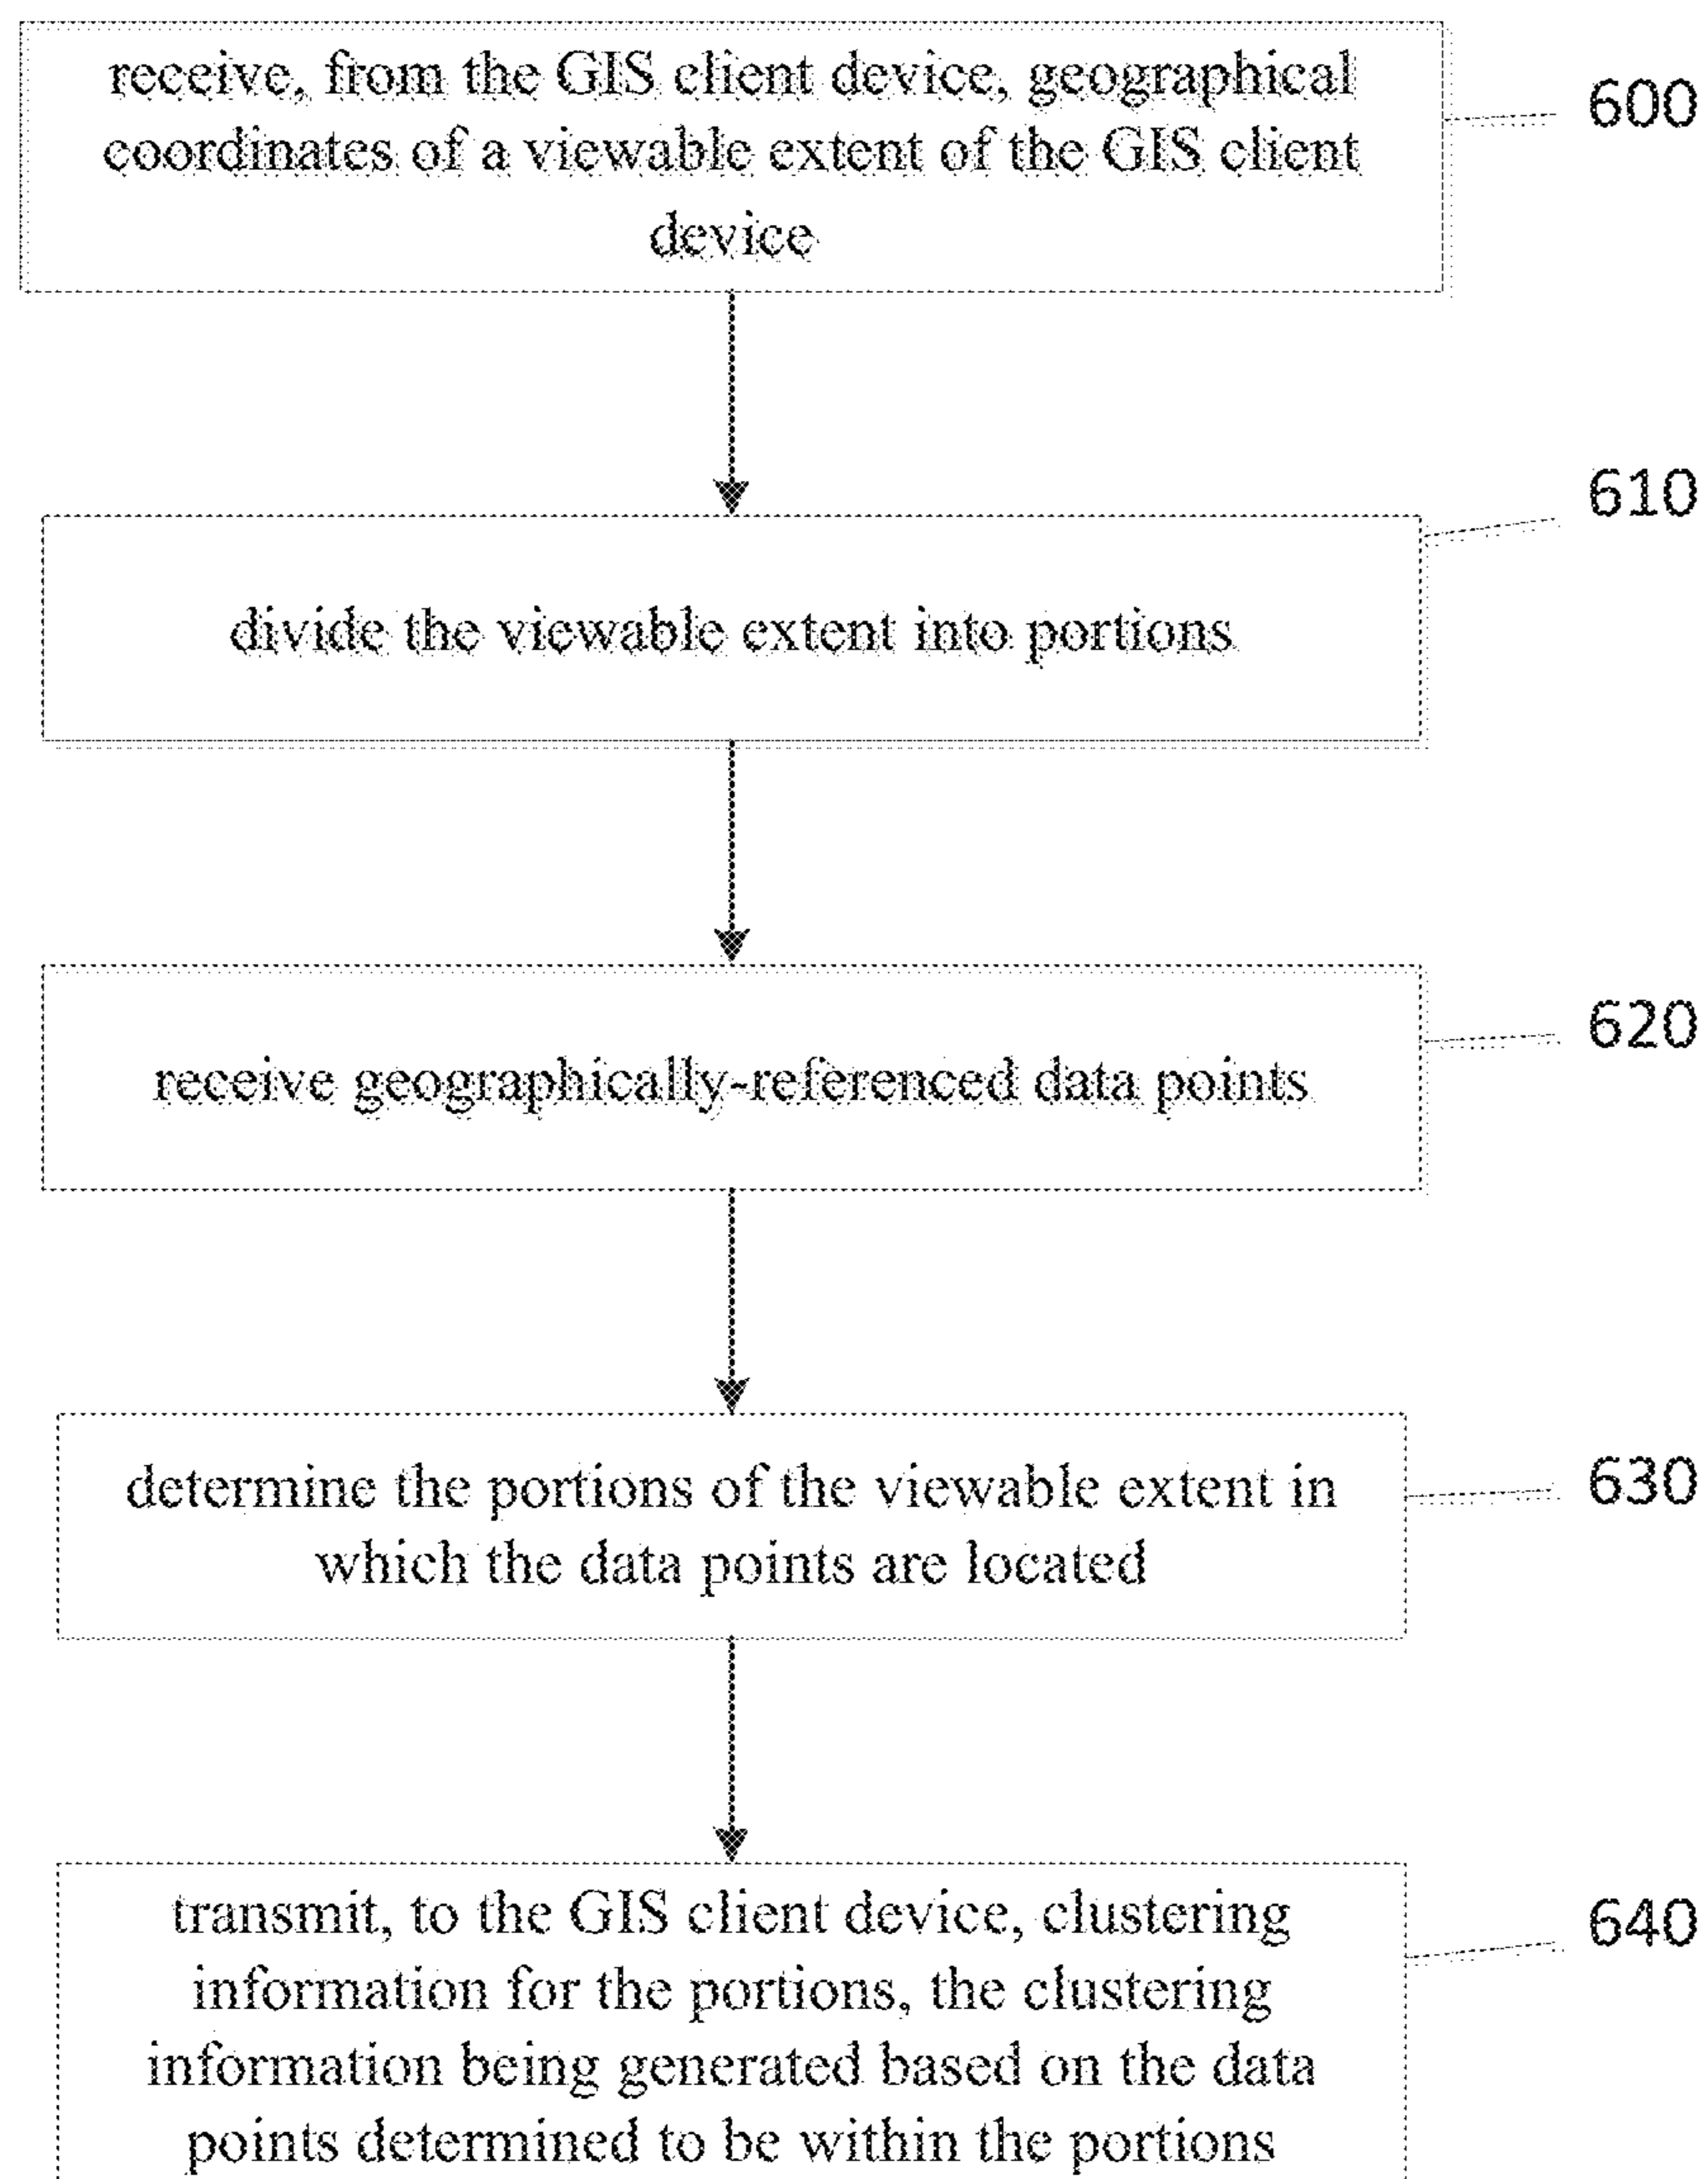 receive, from the GIS client device, geographical
coordinates of a viewable extent of the GIS client
device
600
divide the viewable extent into portions
610
receive geographically-referenced data points
620
determine the portions of the viewable extent in
which the data points are located
630
transmit, to the GIS client device, clustering
information for the portions, the clustering
information being generated based on the data
points determined to be within the portions
640